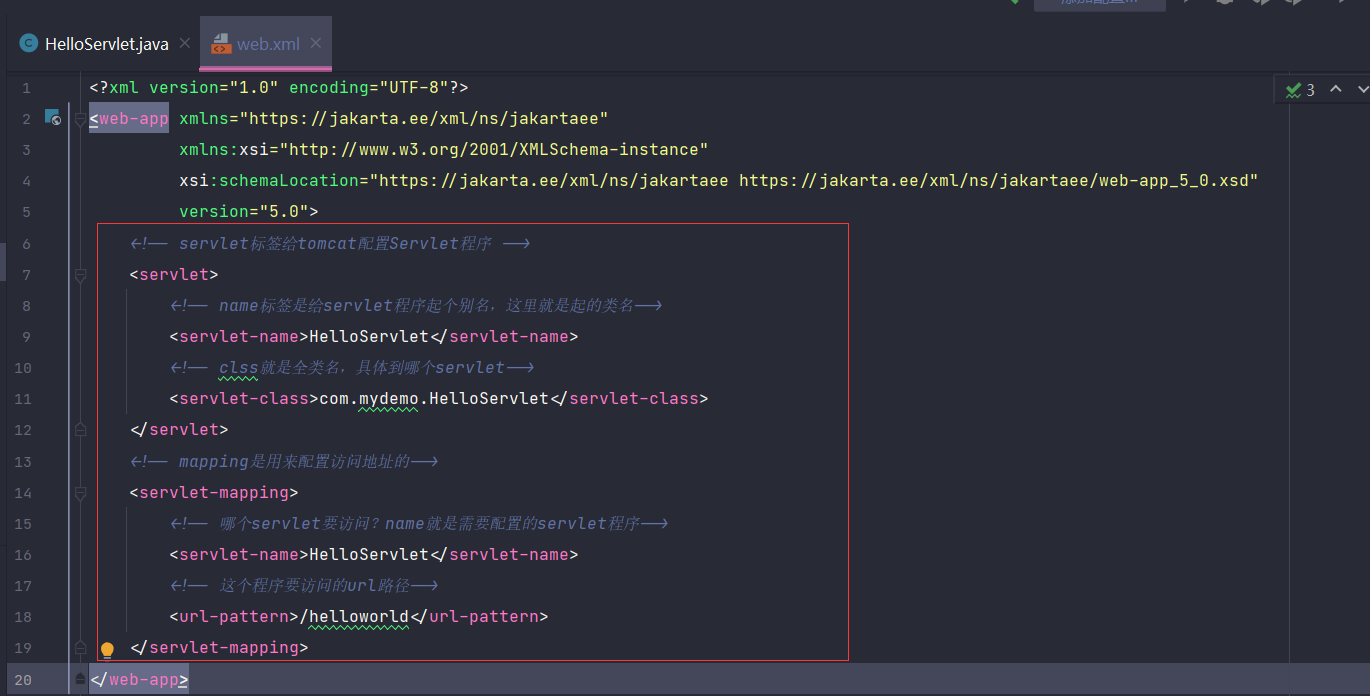 添加配置...
HelloServlet.java
web.xml
3
1 <?xml version="1.0" encoding="UTF-8"?>
2 <web-app xmlns="https://jakarta.ee/xml/ns/jakartaee"
3 xmlns:xsi="http://www.w3.org/2001/XMLSchema-instance"
4 xsi:schemaLocation="https://jakarta.ee/xml/ns/jakartaee https://jakarta.ee/xml/ns/jakartaee/web-app_5_0.xsd"
5 version="5.0">
6 <!-- servlet标签给tomcat配置Servlet程序 -->
7 <servlet>
8 <!-- name标签是给servlet程序起个别名，这里就是起的类名-->
9 <servlet-name>HelloServlet</servlet-name>
10 <!-- clss就是全类名，具体到哪个servlet-->
11 <servlet-class>com.mydemo.HelloServlet</servlet-class>
12 </servlet>
13 <!-- mapping是用来配置访问地址的-->
14 <servlet-mapping>
15 <!-- 哪个servlet要访问？name就是需要配置的servlet程序-->
16 <servlet-name>HelloServlet</servlet-name>
17 <!-- 这个程序要访问的url路径-->
18 <url-pattern>/helloworld</url-pattern>
19 </servlet-mapping>
20 </web-app>